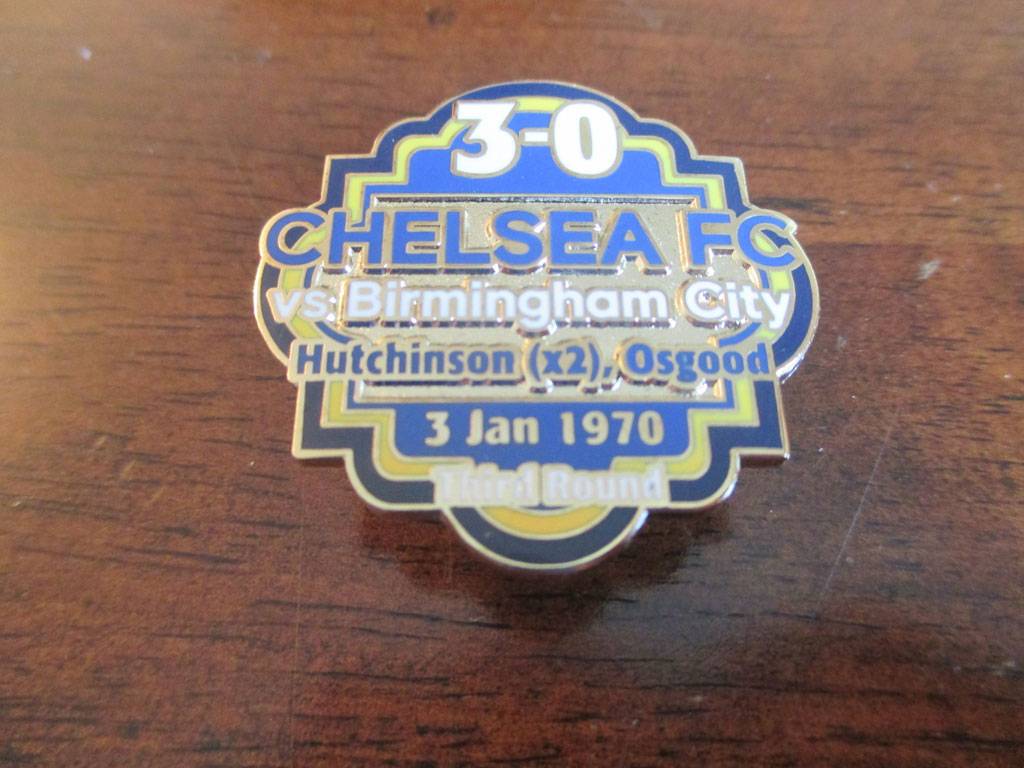 3-0
CHELSEA FC
vs. Birmingham City
Hutchinson (x2), Osgood
3 Jan 1970
Third Round